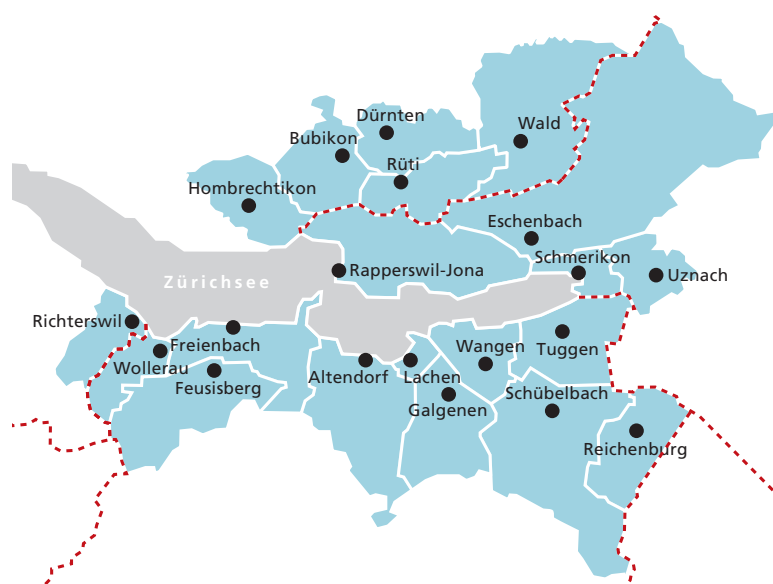 Dürnten
Wald
Bubikon
Rüti
Hombrechtikon
Eschenbach
Schmerikon
Rapperswil-Jona
Uznach
Zürichsee
Richterswil
Freienbach
Wangen
Tuggen
Wollerau
Feusisberg
Altendorf
Lachen
Schübelbach
Galgenen
Reichenburg